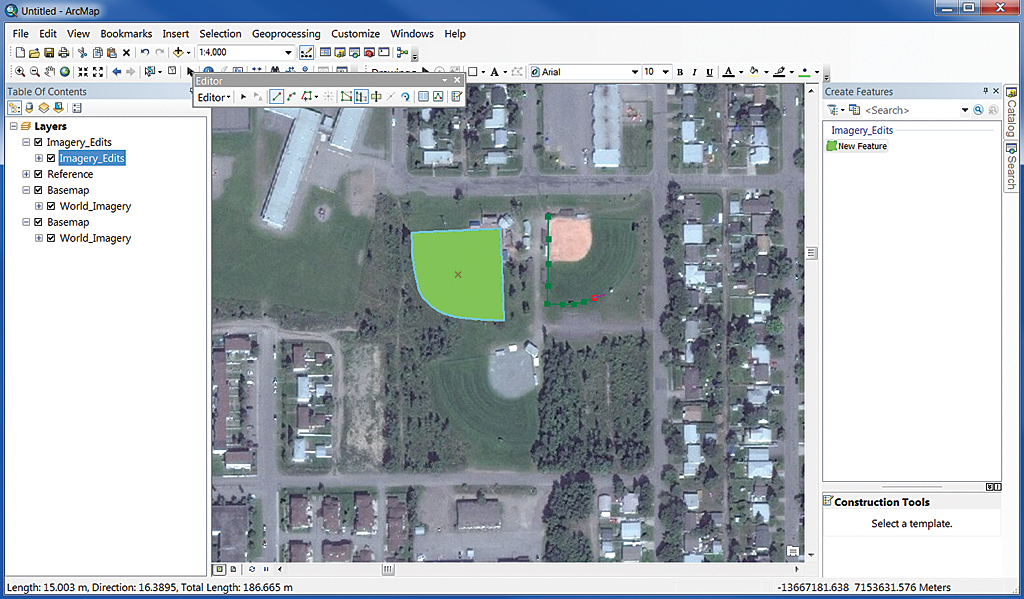 Untitled - ArcMap
File Edit View Bookmarks Insert Selection Geoprocessing Customize Windows Help
1:4,000
Editor
Arial 10 B I U A
Editor
Table Of Contents
Layers
Imagery_Edits
Imagery_Edits
Reference
Basemap
World_Imagery
Basemap
World_Imagery
Create Features
<Search>
Imagery_Edits
New Feature
Construction Tools
Select a template.
Catalog
Search
Length: 15.003 m, Direction: 16.3895, Total Length: 186.665 m
-13667181.638 7153631.576 Meters